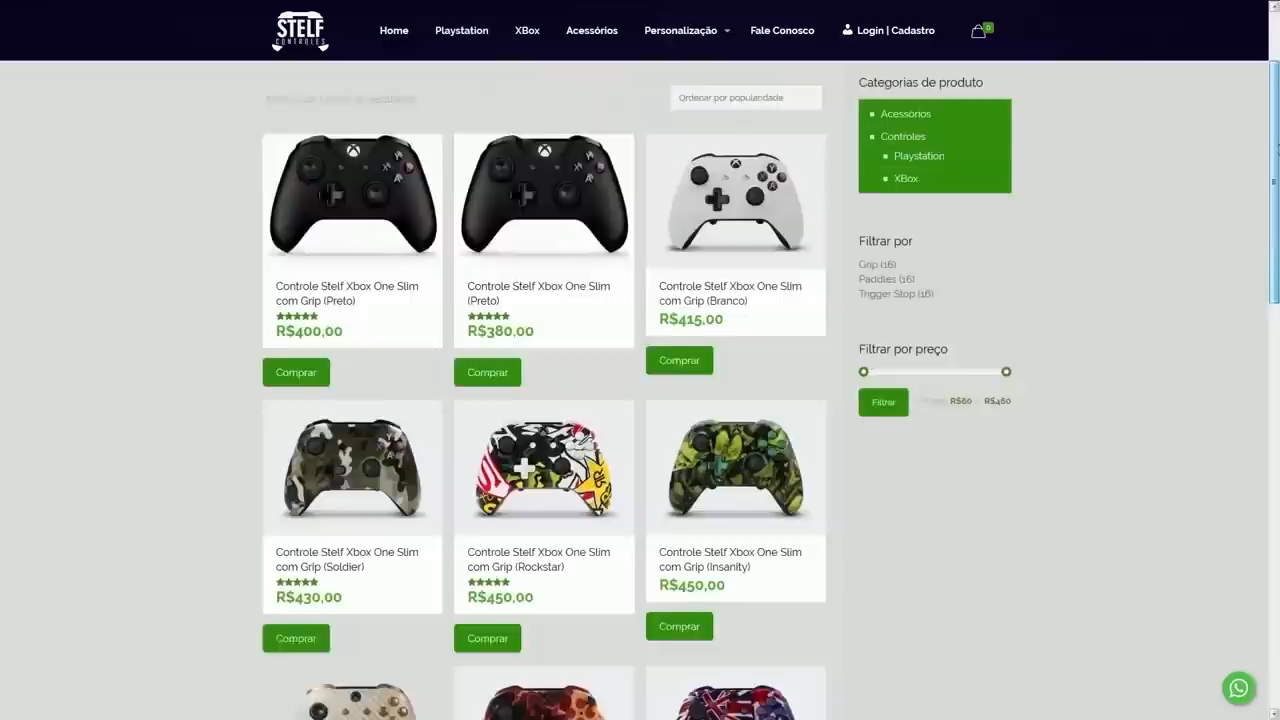 STELF
CONTROLES
Home
Playstation
XBox
Acessórios
Personalização
Fale Conosco
Login | Cadastro
0
Ordenar por popularidade
Controle Stelf Xbox One Slim
com Grip (Preto)
R$400,00
Comprar
Controle Stelf Xbox One Slim
(Preto)
R$380,00
Comprar
Controle Stelf Xbox One Slim
com Grip (Branco)
R$415,00
Comprar
Controle Stelf Xbox One Slim
com Grip (Soldier)
R$430,00
Comprar
Controle Stelf Xbox One Slim
com Grip (Rockstar)
R$450,00
Comprar
Controle Stelf Xbox One Slim
com Grip (Insanity)
R$450,00
Comprar
Categorias de produto
Acessórios
Controles
Playstation
XBox
Filtrar por
Grip (16)
Paddles (16)
Trigger Stop (16)
Filtrar por preço
Filtrar
R$60
R$460